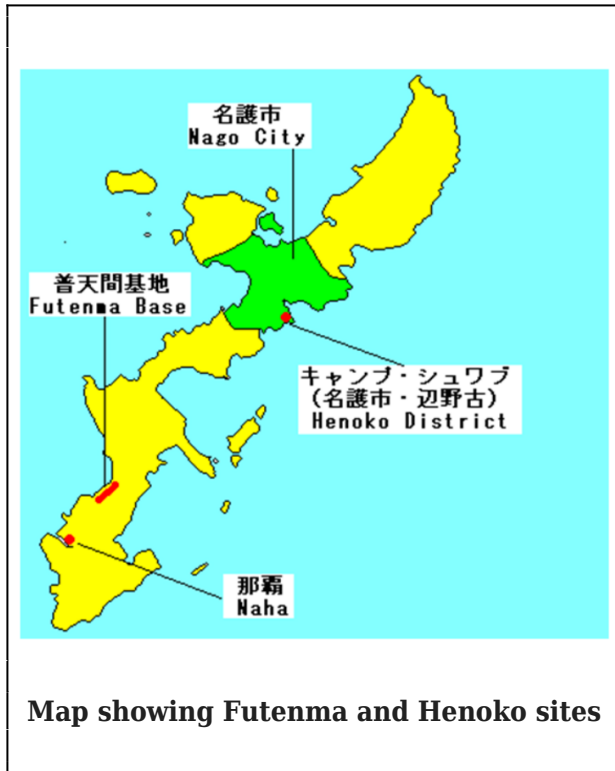 名護市
Nago City
普天間基地
Futenma Base
キャンプ・シュワブ
(名護市・辺野古)
Henoko District
那覇
Naha
Map showing Futenma and Henoko sites